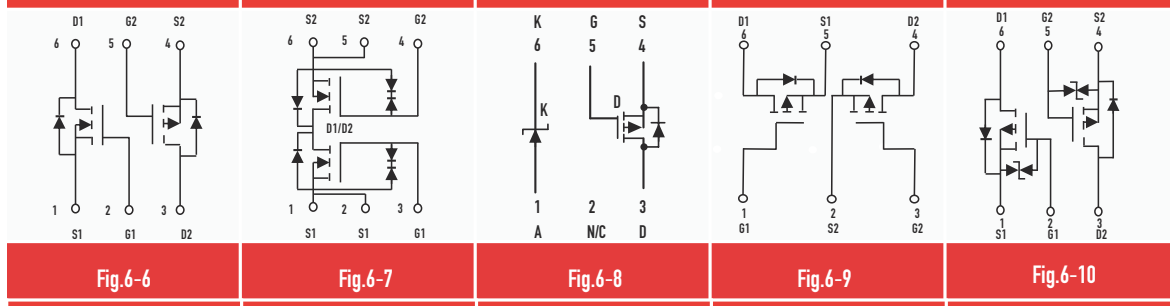 D1 G2 S2
6 5 4
1 2 3
S1 G1 D2
Fig.6-6
S2 S2 G2
6 5 4
D1/D2
1 2 3
S1 S1 G1
Fig.6-7
K G S
6 5 4
D
K
1 2 3
A N/C D
Fig.6-8
D1 S1 D2
6 5 4
1 2 3
G1 S2 G2
Fig.6-9
D1 G2 S2
6 5 4
1 2 3
S1 G1 D2
Fig.6-10